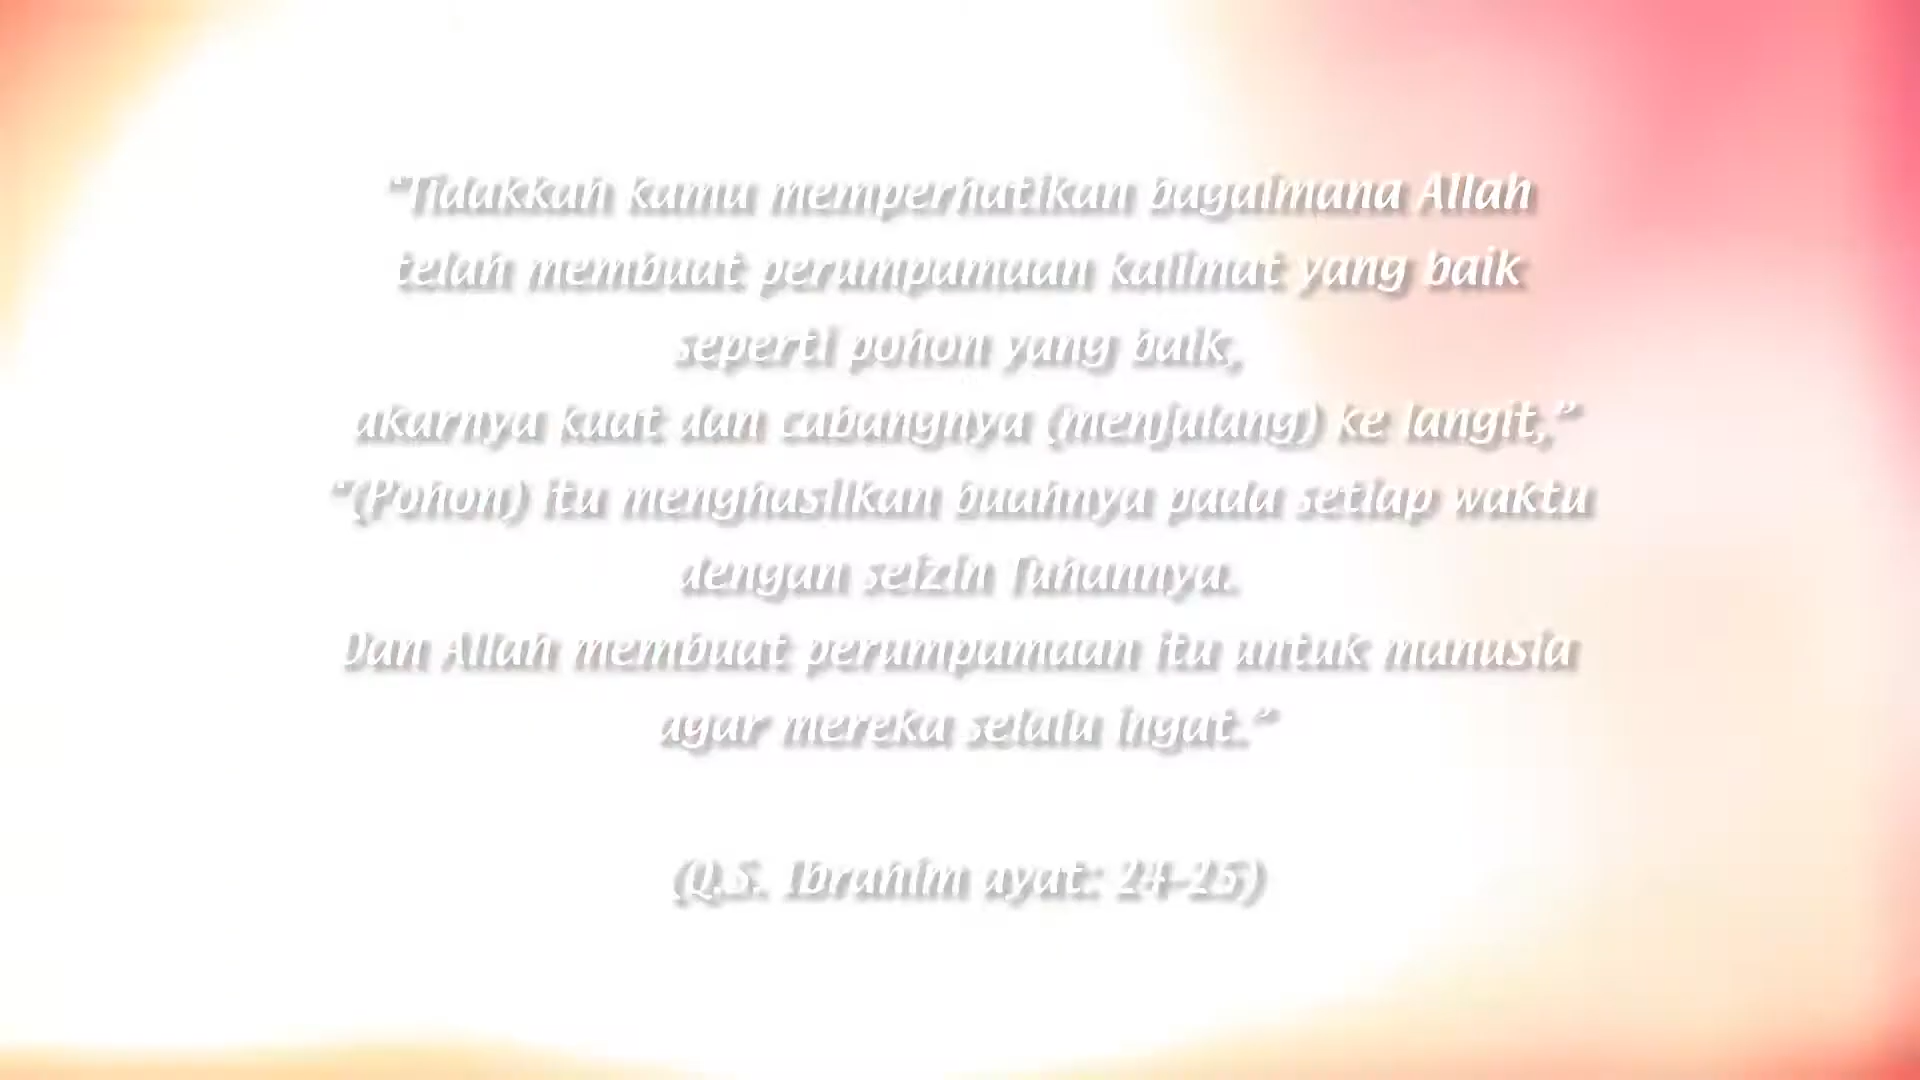 “Tidakkah kamu memperhatikan bagaimana Allah
telah membuat perumpamaan kalimat yang baik
seperti pohon yang baik,
akarnya kuat dan cabangnya (menjulang) ke langit,”
“(Pohon) itu menghasilkan buahnya pada setiap waktu
dengan seizin Tuhannya.
Dan Allah membuat perumpamaan itu untuk manusia
agar mereka selalu ingat.”
(Q.S. Ibrahim ayat: 24-25)